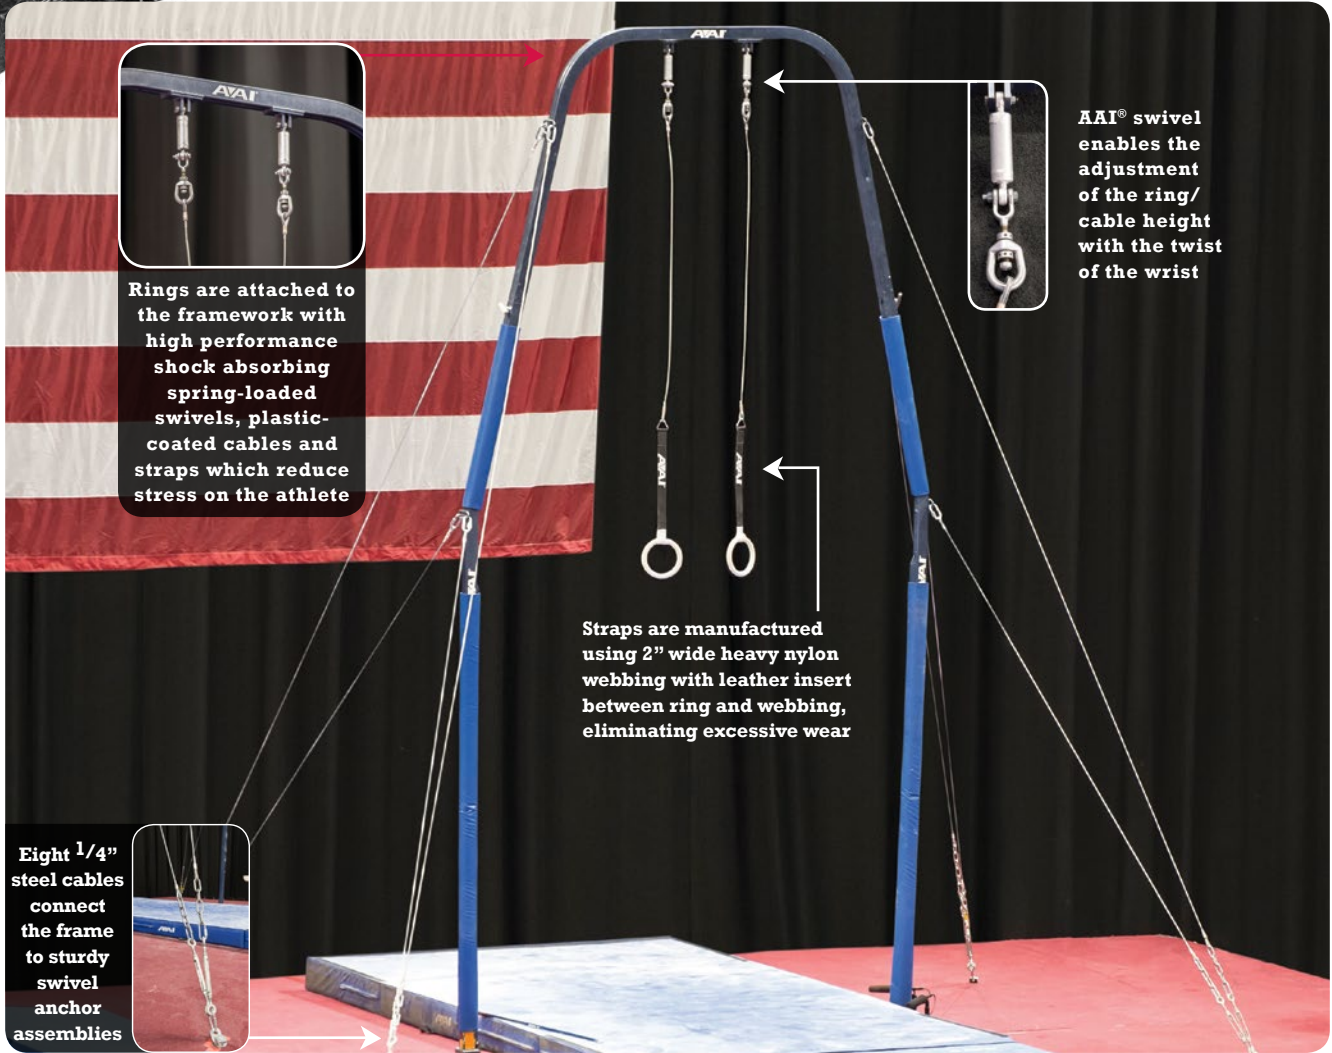 AAI
AAI
Rings are attached to
the framework with
high performance
shock absorbing
spring-loaded
swivels, plastic-
coated cables and
straps which reduce
stress on the athlete
AAI® swivel
enables the
adjustment
of the ring/
cable height
with the twist
of the wrist
AAI
AAI
AAI
AAI
Straps are manufactured
using 2” wide heavy nylon
webbing with leather insert
between ring and webbing,
eliminating excessive wear
Eight 1/4”
steel cables
connect
the frame
to sturdy
swivel
anchor
assemblies
AAI
AAI